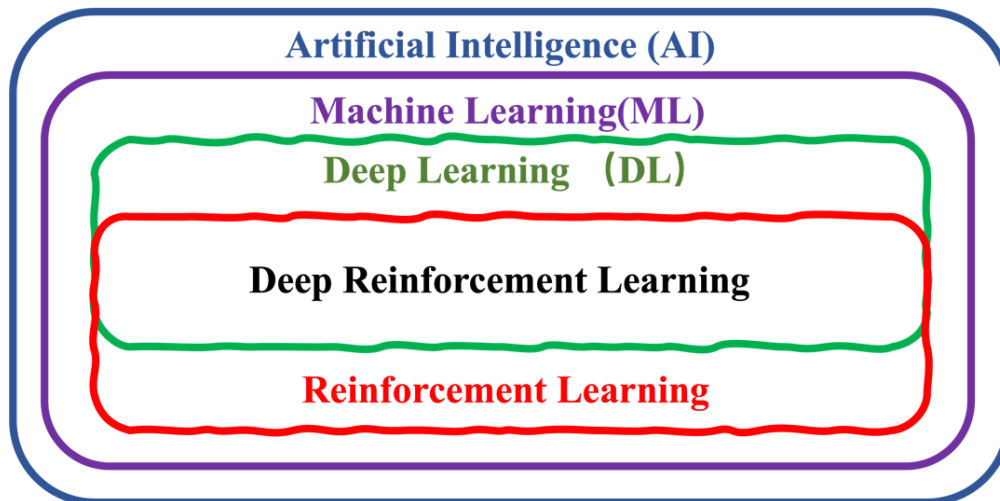 Artificial Intelligence (AI)
Machine Learning(ML)
Deep Learning （DL）
Deep Reinforcement Learning
Reinforcement Learning